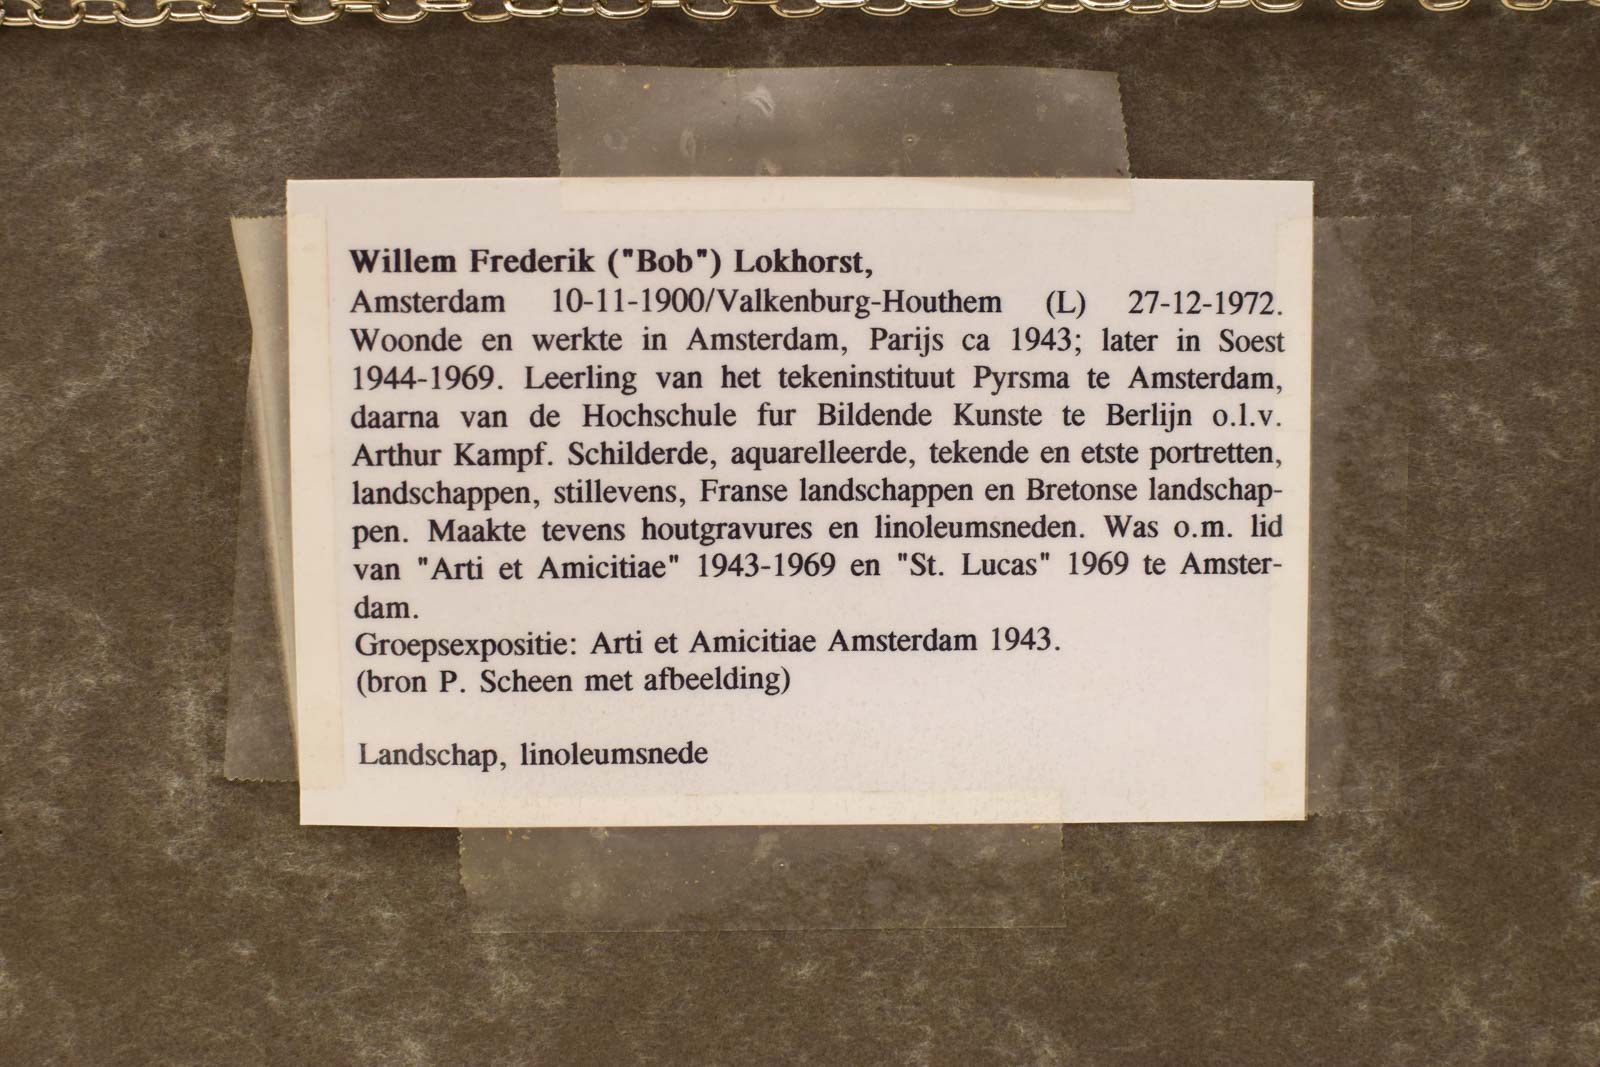 Willem Frederik ("Bob") Lokhorst,
Amsterdam 10-11-1900/Valkenburg-Houthem (L) 27-12-1972.
Woonde en werkte in Amsterdam, Parijs ca 1943; later in Soest
1944-1969. Leerling van het tekeninstituut Pyrsma te Amsterdam,
daarna van de Hochschule fur Bildende Kunste te Berlijn o.l.v.
Arthur Kampf. Schilderde, aquarelleerde, tekende en etste portretten,
landschappen, stillevens, Franse landschappen en Bretonse landschap-
pen. Maakte tevens houtgravures en linoleumsneden. Was o.m. lid
van "Arti et Amicitiae" 1943-1969 en "St. Lucas" 1969 te Amster-
dam.
Groepsexpositie: Arti et Amicitiae Amsterdam 1943.
(bron P. Scheen met afbeelding)
Landschap, linoleumsnede